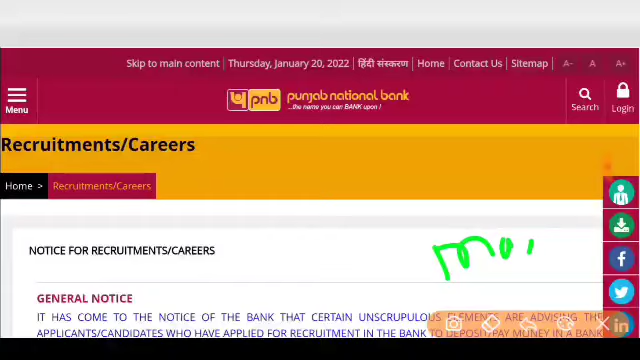 Skip to main content Thursday, January 20, 2022 हिंदी संस्करण Home Contact Us Sitemap A- A A+
Menu
pnb punjab national bank
...the name you can BANK upon !
Search
Login
Recruitments/Careers
Home > Recruitments/Careers
NOTICE FOR RECRUITMENTS/CAREERS
GENERAL NOTICE
IT HAS COME TO THE NOTICE OF THE BANK THAT CERTAIN UNSCRUPULOUS ELEMENTS ARE ADVISING THE
APPLICANTS/CANDIDATES WHO HAVE APPLIED FOR RECRUITMENT IN THE BANK TO DEPOSIT/PAY MONEY IN A BANK